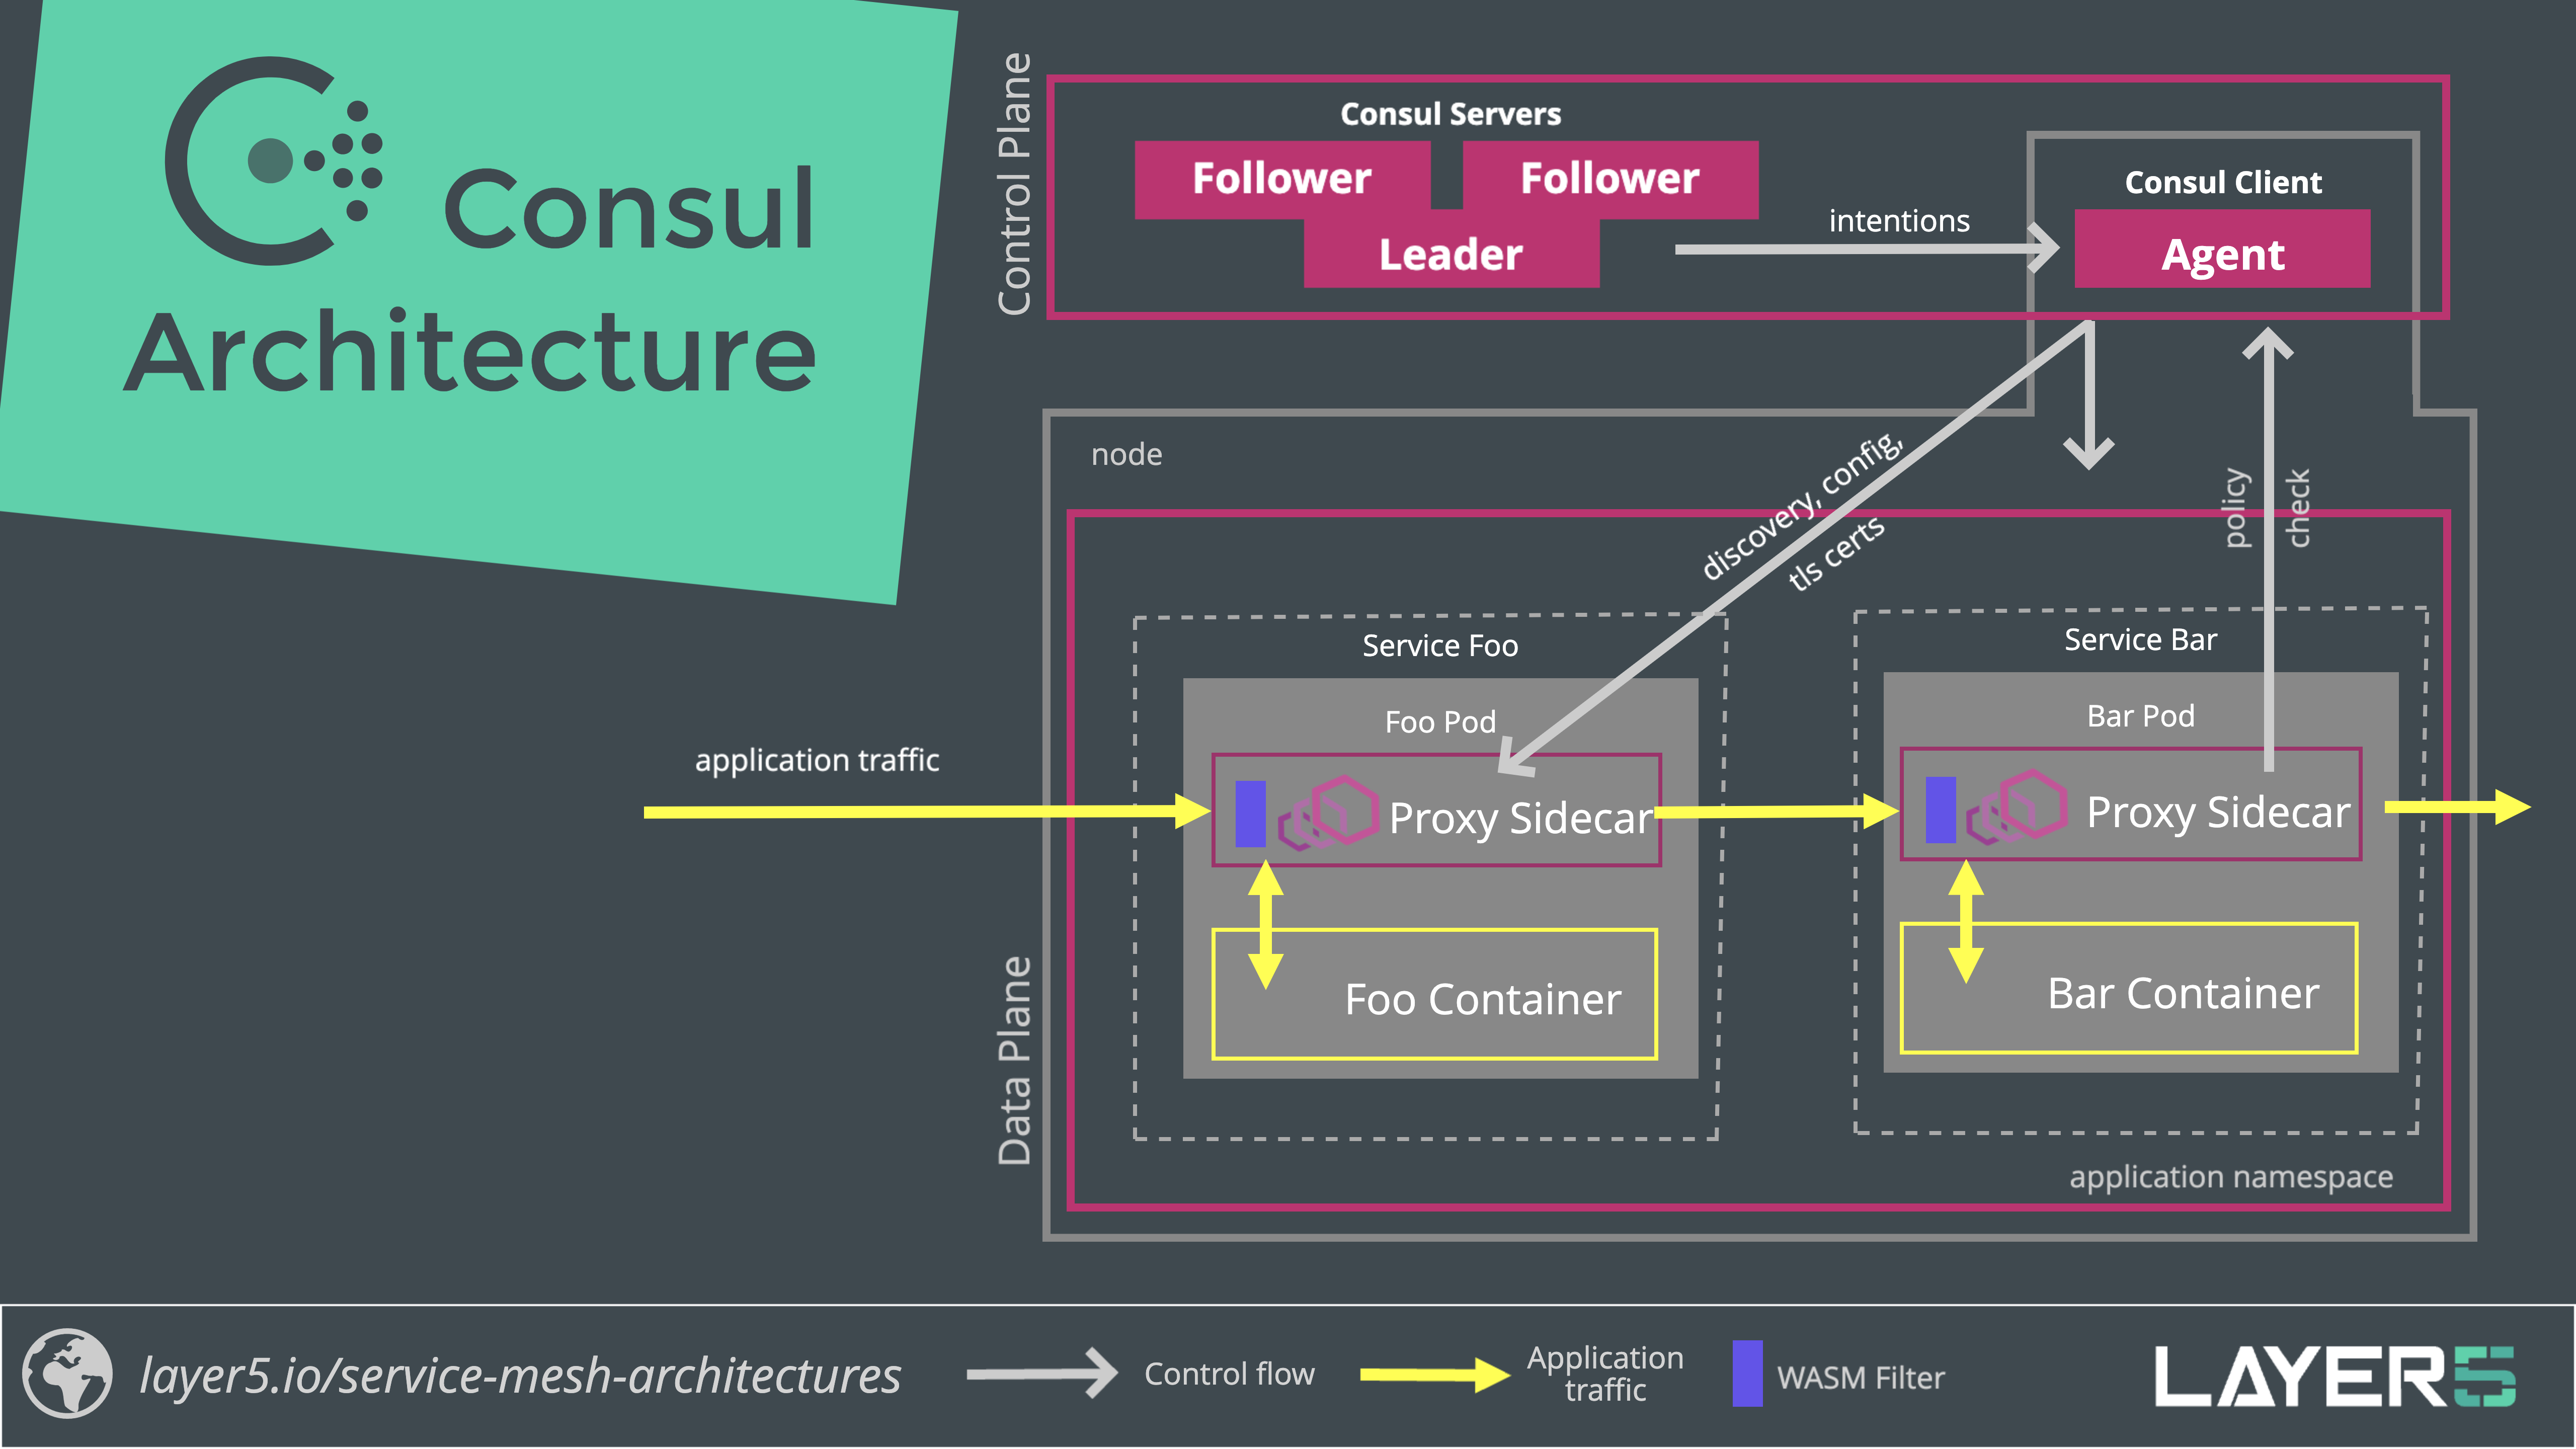 Consul
Architecture
Control Plane
Consul Servers
Follower
Follower
Leader
intentions
Consul Client
Agent
node
discovery, config,
tls certs
policy
check
Service Foo
Foo Pod
Proxy Sidecar
Foo Container
Service Bar
Bar Pod
Proxy Sidecar
Bar Container
application traffic
Data Plane
application namespace
layer5.io/service-mesh-architectures
Control flow
Application
traffic
WASM Filter
LAYER5